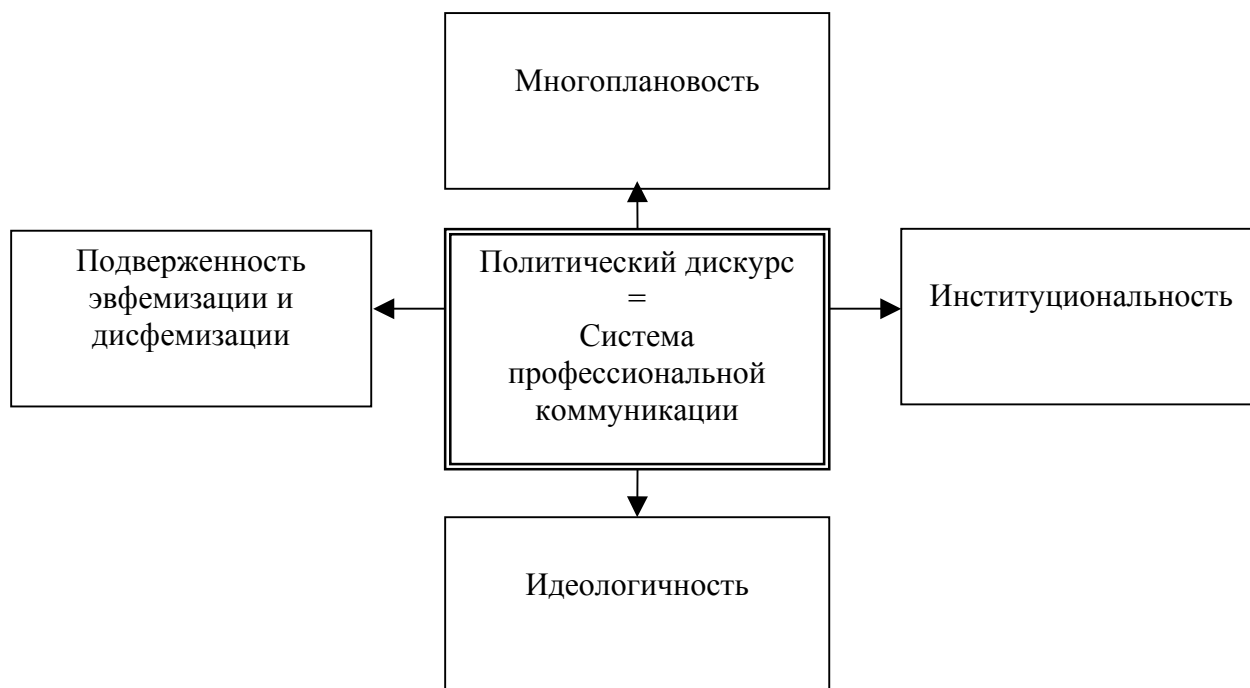 Многоплановость
Подверженность
эвфемизации и
дисфемизации
Политический дискурс
=
Система
профессиональной
коммуникации
Институциональность
Идеологичность